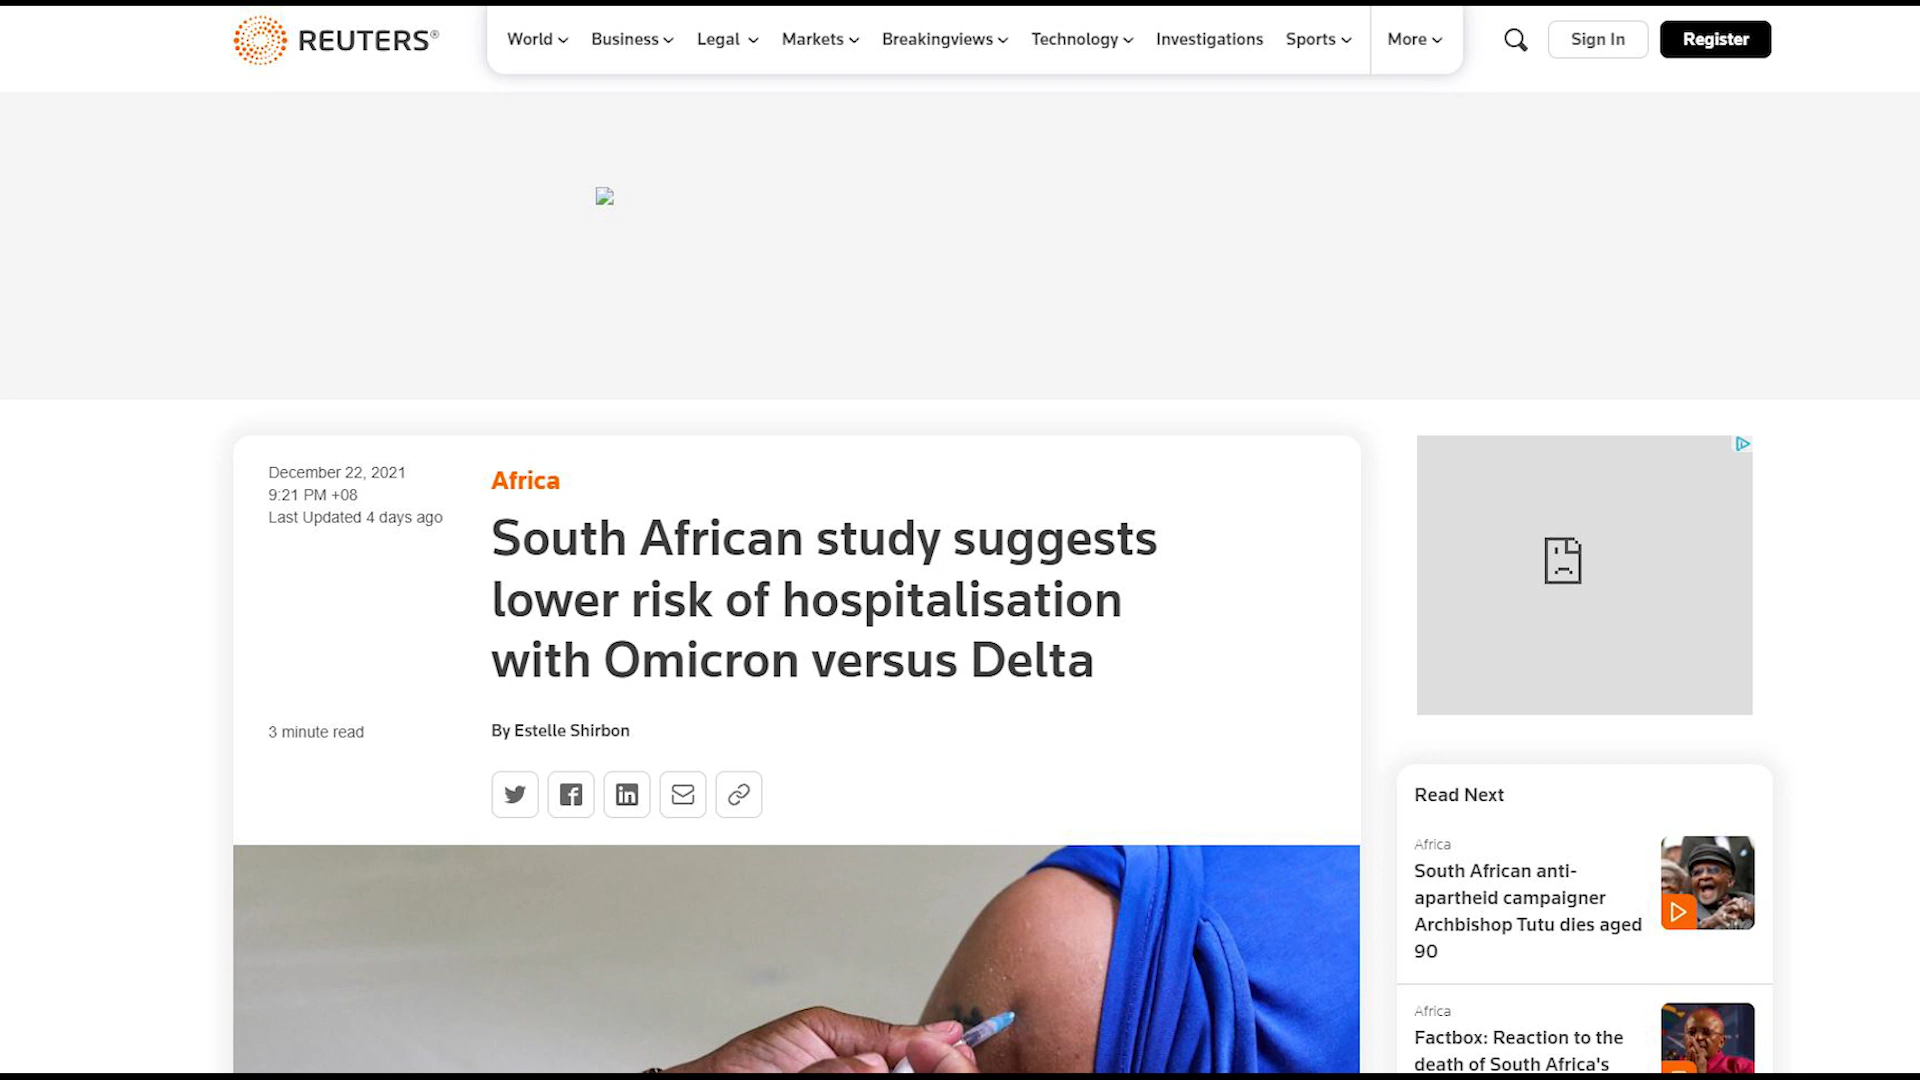 REUTERS®
World
Business
Legal
Markets
Breakingviews
Technology
Investigations
Sports
More
Sign In
Register
December 22, 2021
9:21 PM +08
Last Updated 4 days ago
Africa
South African study suggests
lower risk of hospitalisation
with Omicron versus Delta
3 minute read
By Estelle Shirbon
Read Next
Africa
South African anti-
apartheid campaigner
Archbishop Tutu dies aged
90
Africa
Factbox: Reaction to the
death of South Africa's